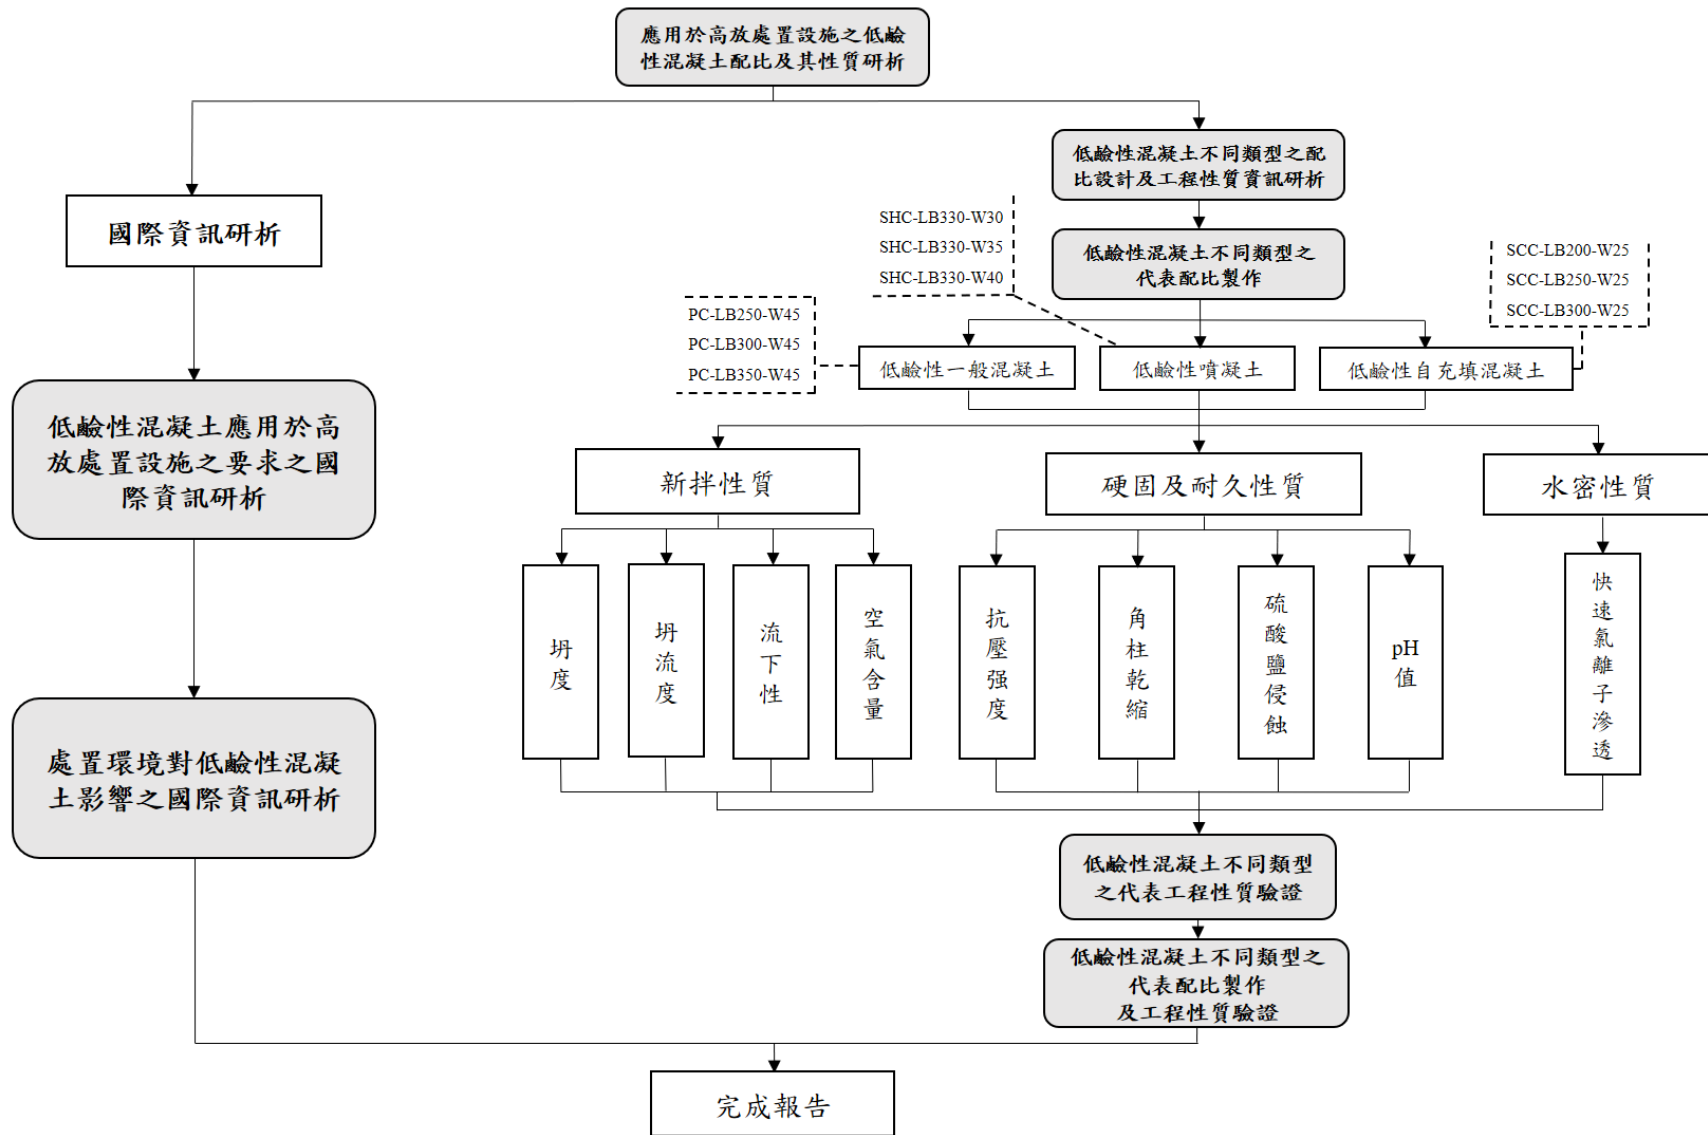 應用於高放處置設施之低鹼
性混凝土配比及其性質研析
國際資訊研析
低鹼性混凝土應用於高
放處置設施之要求之國
際資訊研析
處置環境對低鹼性混凝
土影響之國際資訊研析
低鹼性混凝土不同類型之配
比設計及工程性質資訊研析
低鹼性混凝土不同類型之
代表配比製作
SHC-LB330-W30
SHC-LB330-W35
SHC-LB330-W40
SCC-LB200-W25
SCC-LB250-W25
SCC-LB300-W25
PC-LB250-W45
PC-LB300-W45
PC-LB350-W45
低鹼性一般混凝土
低鹼性噴凝土
低鹼性自充填混凝土
新拌性質
硬固及耐久性質
水密性質
坍度
坍流度
流下性
空氣含量
抗壓强度
角柱乾縮
硫酸鹽侵蝕
pH
值
快速氯離子滲透
低鹼性混凝土不同類型
之代表工程性質驗證
低鹼性混凝土不同類型之
代表配比製作
及工程性質驗證
完成報告